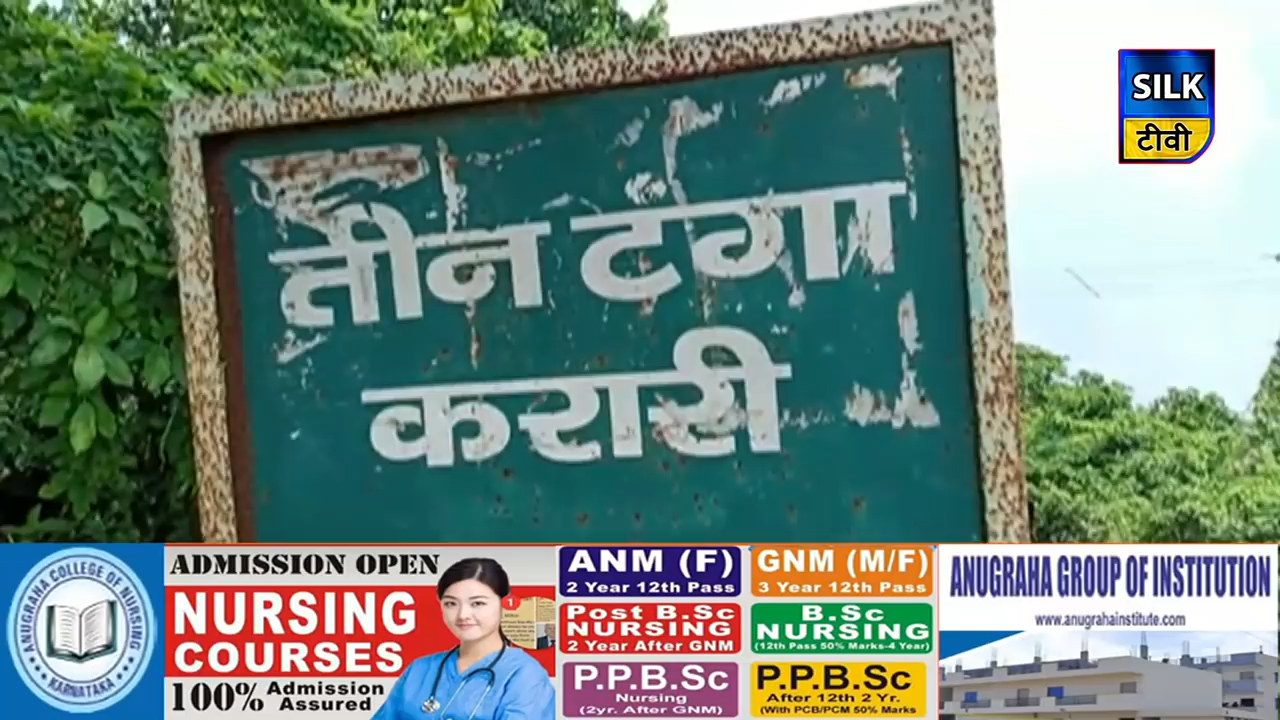 SILK
टीवी
तीन टंगा
करारी
ANUGRAHA COLLEGE OF NURSING
KARNATAKA
ADMISSION OPEN
NURSING
COURSES
100% Admission
Assured
ANM (F)
2 Year 12th Pass
GNM (M/F)
3 Year 12th Pass
Post B.Sc
NURSING
2 Year After GNM
B.Sc
NURSING
(12th Pass 50% Marks-4 Year)
P.P.B.Sc
Nursing
(2yr. After GNM)
P.P.B.Sc
After 12th 2 Yr.
(With PCB/PCM 50% Marks
ANUGRAHA GROUP OF INSTITUTION
www.anugrahainstitute.com